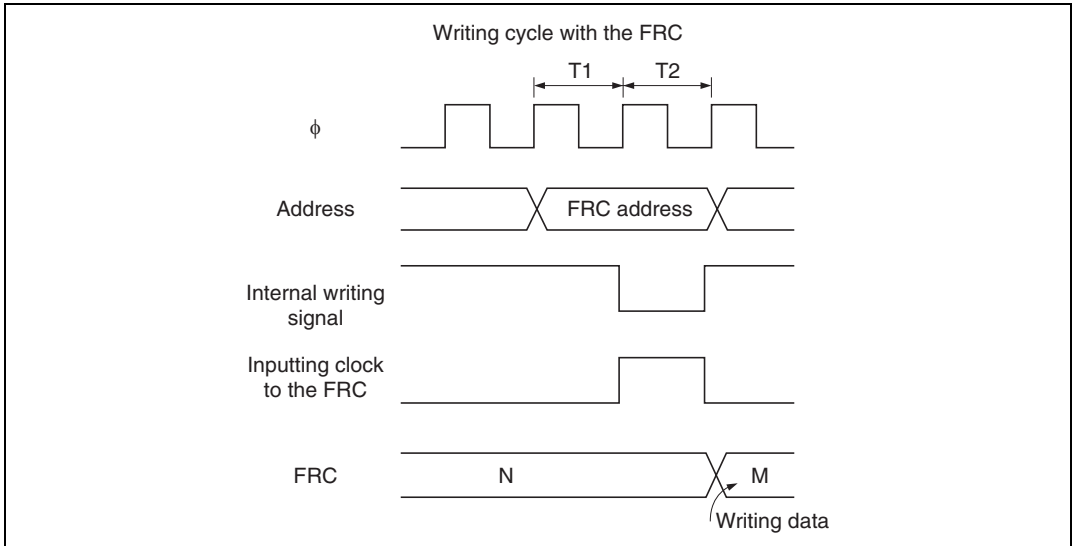 Writing cycle with the FRC
T1 T2
ϕ
Address FRC address
Internal writing
signal
Inputting clock
to the FRC
FRC N M
Writing data